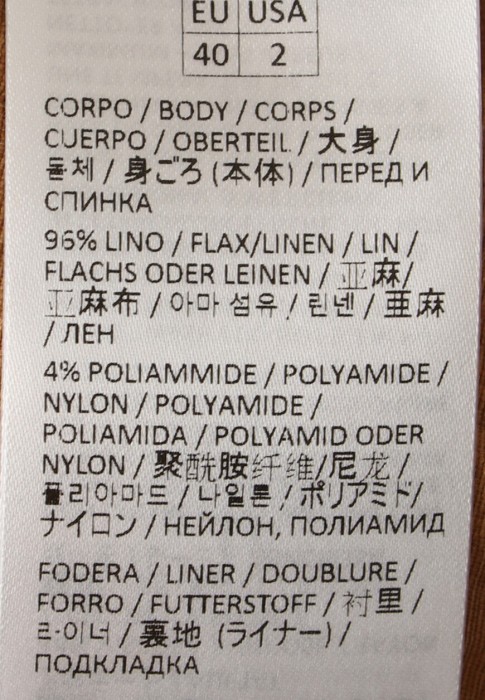 EU USA
40 2
CORPO / BODY / CORPS /
CUERPO / OBERTEIL / 大身 /
몸체 / 身ごろ (本体) / ПЕРЕД И
СПИНКА
96% LINO / FLAX/LINEN / LIN /
FLACHS ODER LEINEN / 亚麻/
亚麻布 / 아마 섬유 / 린넨 / 亜麻
/ ЛЕН
4% POLIAMMIDE / POLYAMIDE /
NYLON / POLYAMIDE /
POLIAMIDA / POLYAMID ODER
NYLON / 聚酰胺纤维/尼龙 /
폴리아마드 / 나일론 / ポリアミド/
ナイロン / НЕЙЛОН, ПОЛИАМИД
FODERA / LINER / DOUBLURE /
FORRO / FUTTERSTOFF / 衬里 /
라이너 / 裏地 (ライナー) /
ПОДКЛАДКА